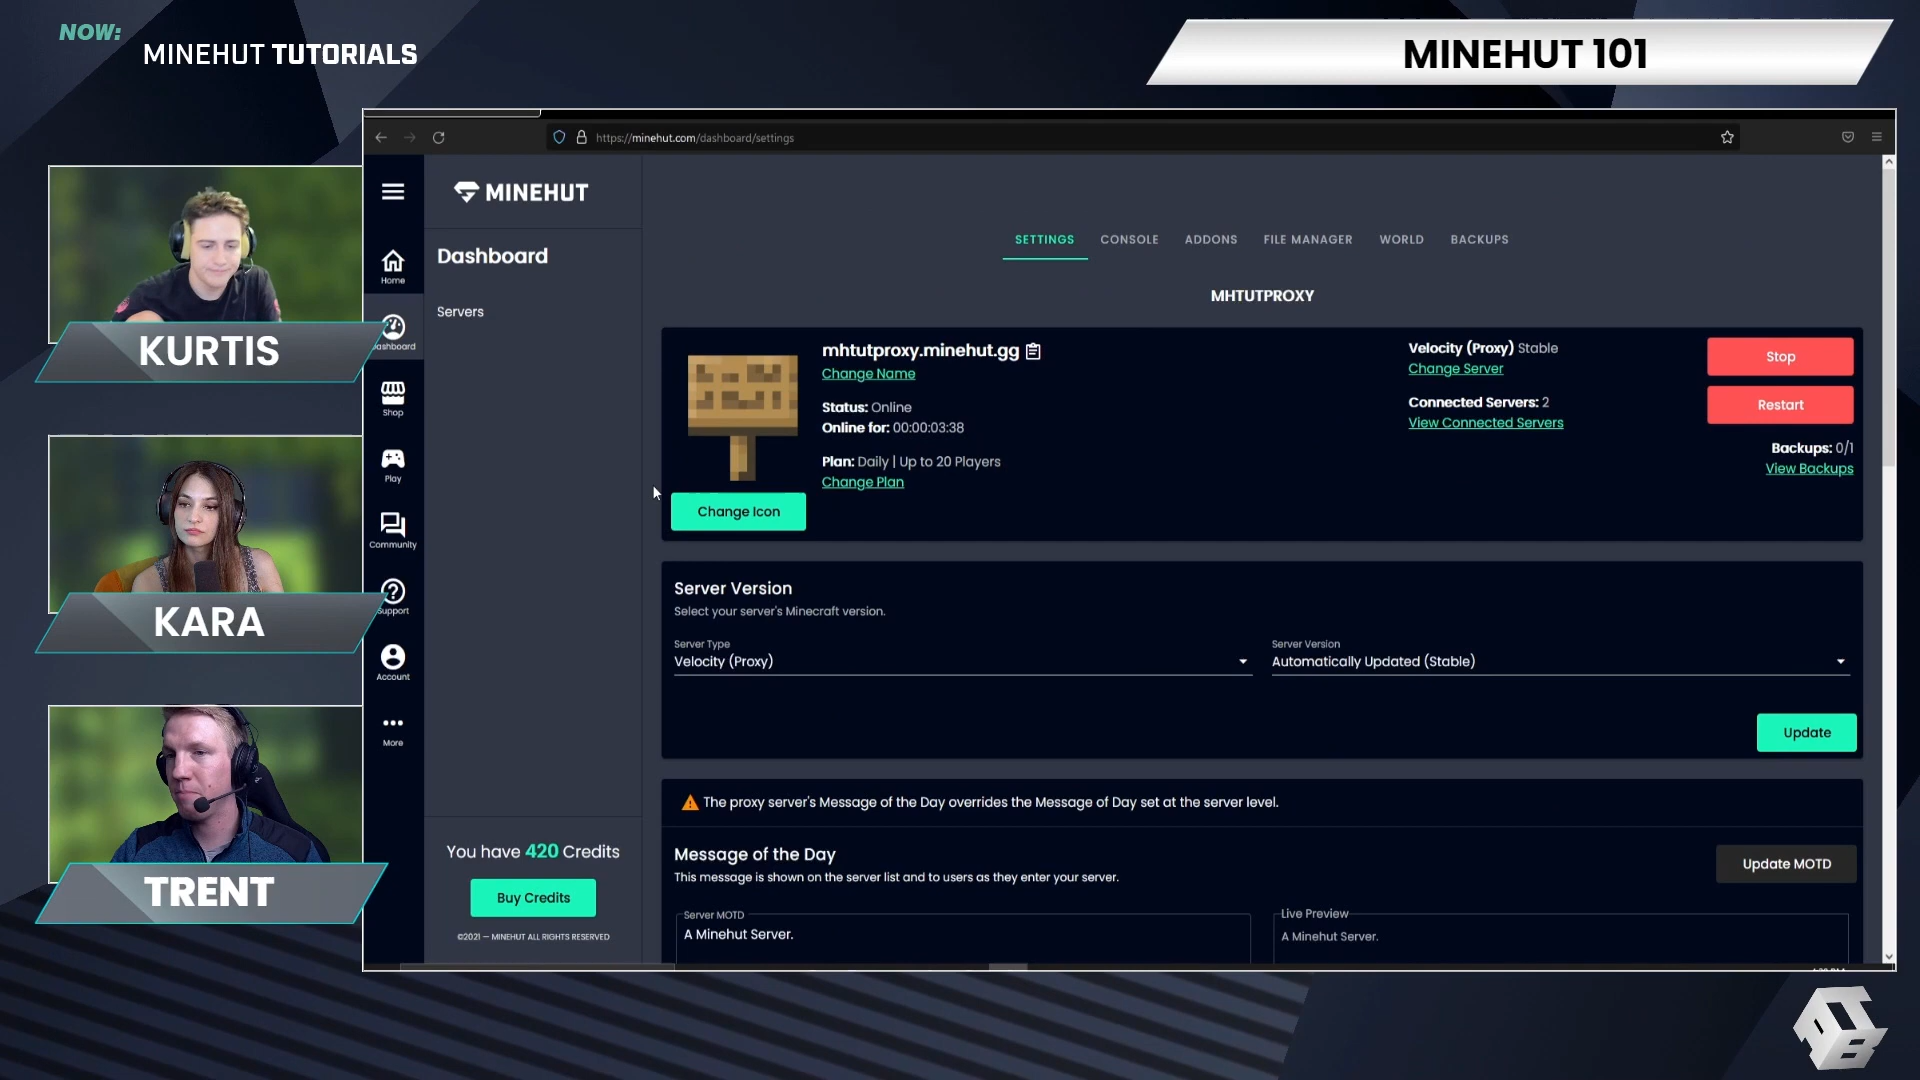 NOW:
MINEHUT TUTORIALS
MINEHUT 101
https://minehut.com/dashboard/settings
KURTIS
KARA
TRENT
Home
Dashboard
Shop
Play
Community
Support
Account
More
MINEHUT
Dashboard
Servers
You have 420 Credits
Buy Credits
©2021 — MINEHUT ALL RIGHTS RESERVED
SETTINGS
CONSOLE
ADDONS
FILE MANAGER
WORLD
BACKUPS
MHTUTPROXY
mhtutproxy.minehut.gg
Change Name
Status: Online
Online for: 00:00:03:38
Plan: Daily | Up to 20 Players
Change Plan
Change Icon
Velocity (Proxy) Stable
Change Server
Connected Servers: 2
View Connected Servers
Stop
Restart
Backups: 0/1
View Backups
Server Version
Select your server's Minecraft version.
Server Type
Velocity (Proxy)
Server Version
Automatically Updated (Stable)
Update
The proxy server's Message of the Day overrides the Message of Day set at the server level.
Message of the Day
This message is shown on the server list and to users as they enter your server.
Update MOTD
Server MOTD
A Minehut Server.
Live Preview
A Minehut Server.